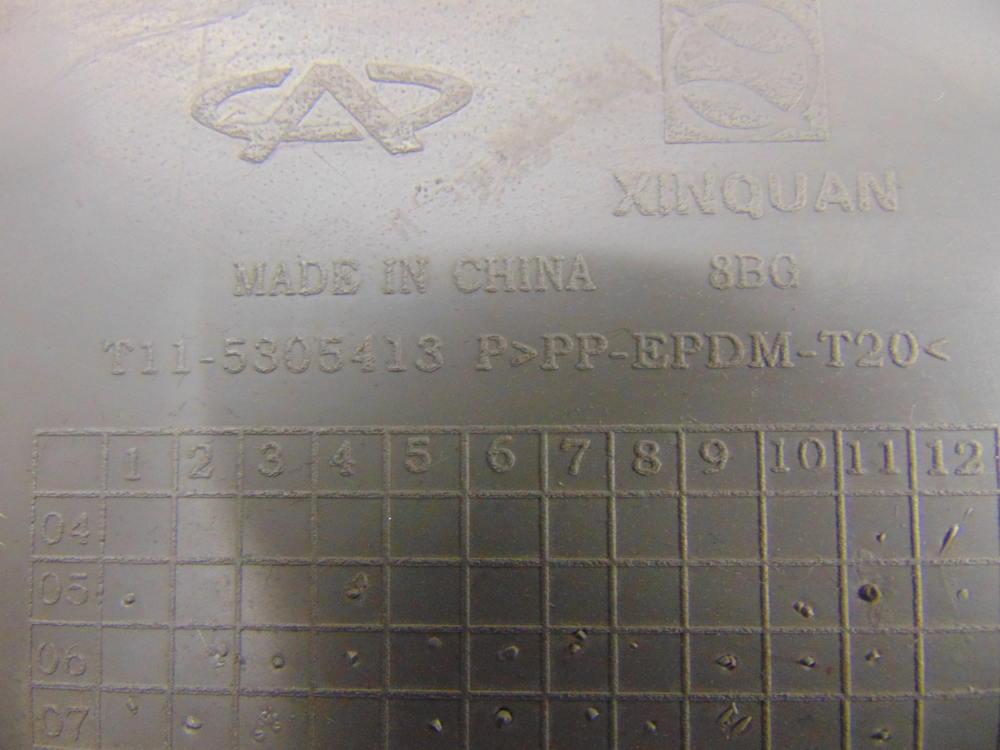 XINQUAN
MADE IN CHINA 8BG
T11-5305413 P>PP-EPDM-T20<
1 2 3 4 5 6 7 8 9 10 11 12
04
05
06
07